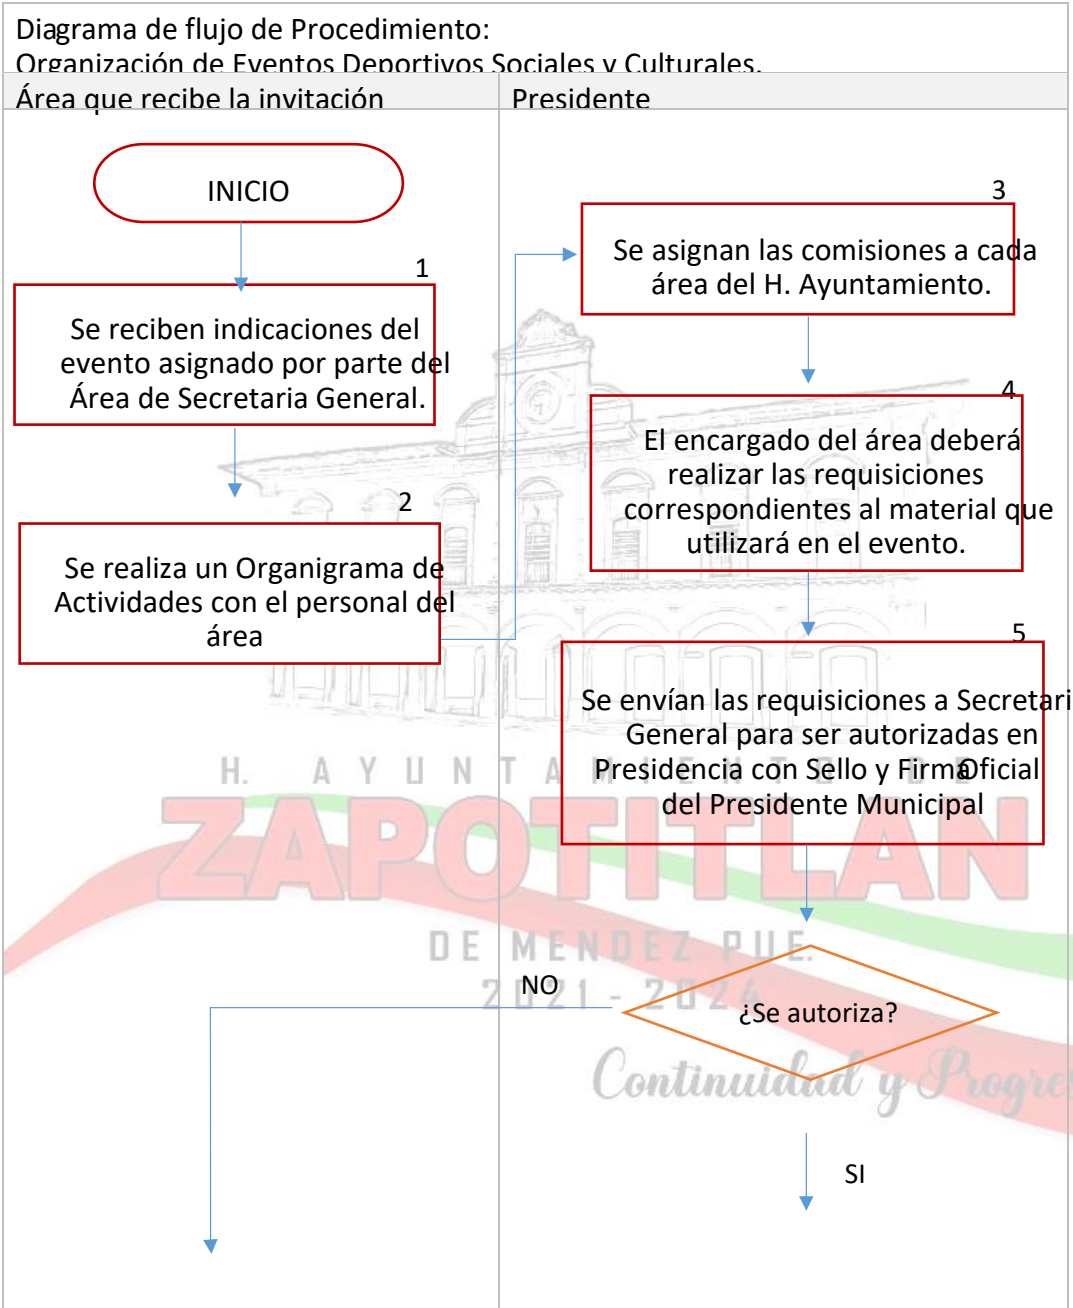 Diagrama de flujo de Procedimiento:
Organización de Eventos Deportivos Sociales y Culturales.
Área que recibe la invitación
Presidente
INICIO
1
Se reciben indicaciones del
evento asignado por parte del
Área de Secretaria General.
2
Se realiza un Organigrama de
Actividades con el personal del
área
3
Se asignan las comisiones a cada
área del H. Ayuntamiento.
4
El encargado del área deberá
realizar las requisiciones
correspondientes al material que
utilizará en el evento.
5
Se envían las requisiciones a Secretari
General para ser autorizadas en
Presidencia con Sello y Firma Oficial
del Presidente Municipal
¿Se autoriza?
NO
SI
H. AYUNTAMIENTO DE
ZAPOTITLAN
DE MENDEZ PUE.
2021 - 2024
Continuidad y Progres